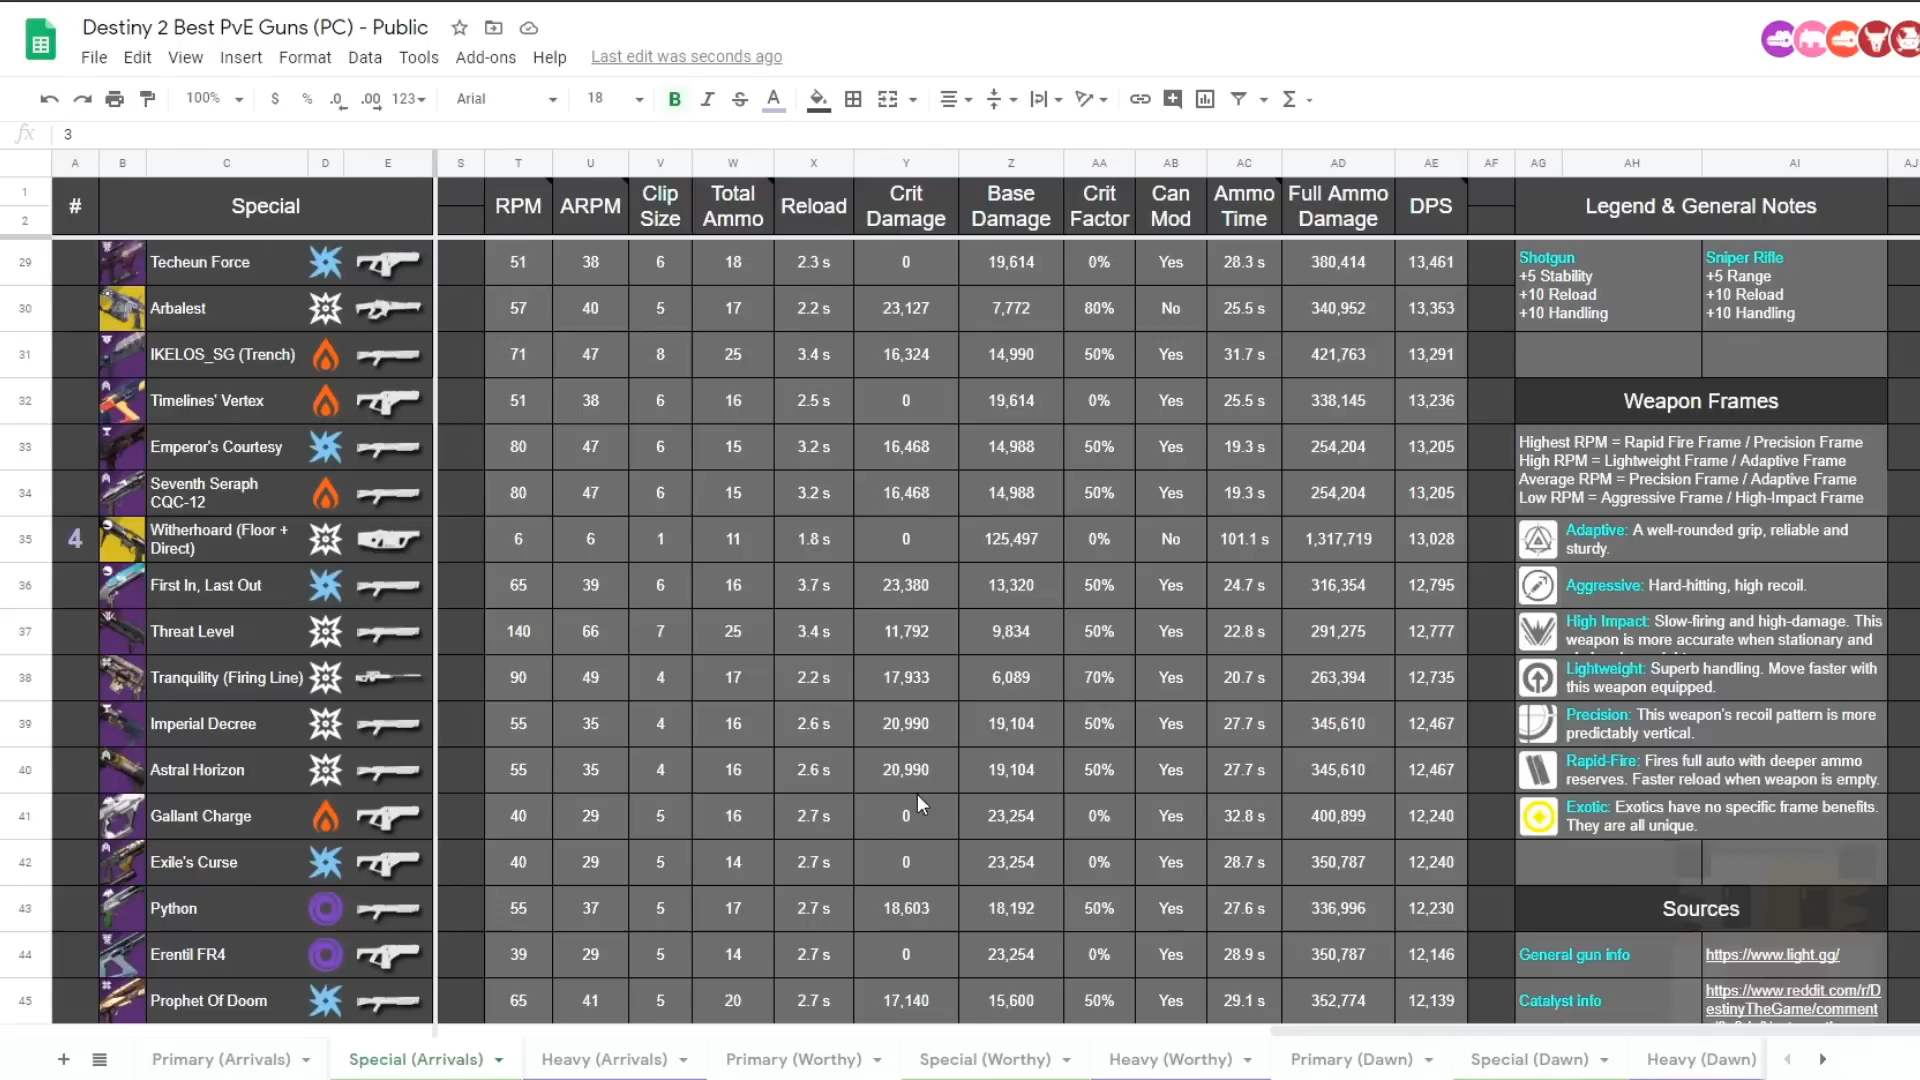 Destiny 2 Best PvE Guns (PC) - Public
File Edit View Insert Format Data Tools Add-ons Help Last edit was seconds ago
100% $ % .0 .00 123 Arial 18 B I S A
fx 3
A B C D E S T U V W X Y Z AA AB AC AD AE AF AG AH AI AJ
1
2
# Special RPM ARPM Clip Size Total Ammo Reload Crit Damage Base Damage Crit Factor Can Mod Ammo Time Full Ammo Damage DPS Legend & General Notes
29 Techeun Force 51 38 6 18 2.3 s 0 19,614 0% Yes 28.3 s 380,414 13,461
30 Arbalest 57 40 5 17 2.2 s 23,127 7,772 80% No 25.5 s 340,952 13,353
31 IKELOS_SG (Trench) 71 47 8 25 3.4 s 16,324 14,990 50% Yes 31.7 s 421,763 13,291
32 Timelines' Vertex 51 38 6 16 2.5 s 0 19,614 0% Yes 25.5 s 338,145 13,236
33 Emperor's Courtesy 80 47 6 15 3.2 s 16,468 14,988 50% Yes 19.3 s 254,204 13,205
34 Seventh Seraph CQC-12 80 47 6 15 3.2 s 16,468 14,988 50% Yes 19.3 s 254,204 13,205
35 4 Witherhoard (Floor + Direct) 6 6 1 11 1.8 s 0 125,497 0% No 101.1 s 1,317,719 13,028
36 First In, Last Out 65 39 6 16 3.7 s 23,380 13,320 50% Yes 24.7 s 316,354 12,795
37 Threat Level 140 66 7 25 3.4 s 11,792 9,834 50% Yes 22.8 s 291,275 12,777
38 Tranquility (Firing Line) 90 49 4 17 2.2 s 17,933 6,089 70% Yes 20.7 s 263,394 12,735
39 Imperial Decree 55 35 4 16 2.6 s 20,990 19,104 50% Yes 27.7 s 345,610 12,467
40 Astral Horizon 55 35 4 16 2.6 s 20,990 19,104 50% Yes 27.7 s 345,610 12,467
41 Gallant Charge 40 29 5 16 2.7 s 0 23,254 0% Yes 32.8 s 400,899 12,240
42 Exile's Curse 40 29 5 14 2.7 s 0 23,254 0% Yes 28.7 s 350,787 12,240
43 Python 55 37 5 17 2.7 s 18,603 18,192 50% Yes 27.6 s 336,996 12,230
44 Erentil FR4 39 29 5 14 2.7 s 0 23,254 0% Yes 28.9 s 350,787 12,146
45 Prophet Of Doom 65 41 5 20 2.7 s 17,140 15,600 50% Yes 29.1 s 352,774 12,139
Shotgun
+5 Stability
+10 Reload
+10 Handling
Sniper Rifle
+5 Range
+10 Reload
+10 Handling
Weapon Frames
Highest RPM = Rapid Fire Frame / Precision Frame
High RPM = Lightweight Frame / Adaptive Frame
Average RPM = Precision Frame / Adaptive Frame
Low RPM = Aggressive Frame / High-Impact Frame
Adaptive: A well-rounded grip, reliable and
sturdy.
Aggressive: Hard-hitting, high recoil.
High Impact: Slow-firing and high-damage. This
weapon is more accurate when stationary and
Lightweight: Superb handling. Move faster with
this weapon equipped.
Precision: This weapon's recoil pattern is more
predictably vertical.
Rapid-Fire: Fires full auto with deeper ammo
reserves. Faster reload when weapon is empty.
Exotic: Exotics have no specific frame benefits.
They are all unique.
Sources
General gun info https://www.light.gg/
Catalyst info https://www.reddit.com/r/D
estinyTheGame/comment
Primary (Arrivals) Special (Arrivals) Heavy (Arrivals) Primary (Worthy) Special (Worthy) Heavy (Worthy) Primary (Dawn) Special (Dawn) Heavy (Dawn)